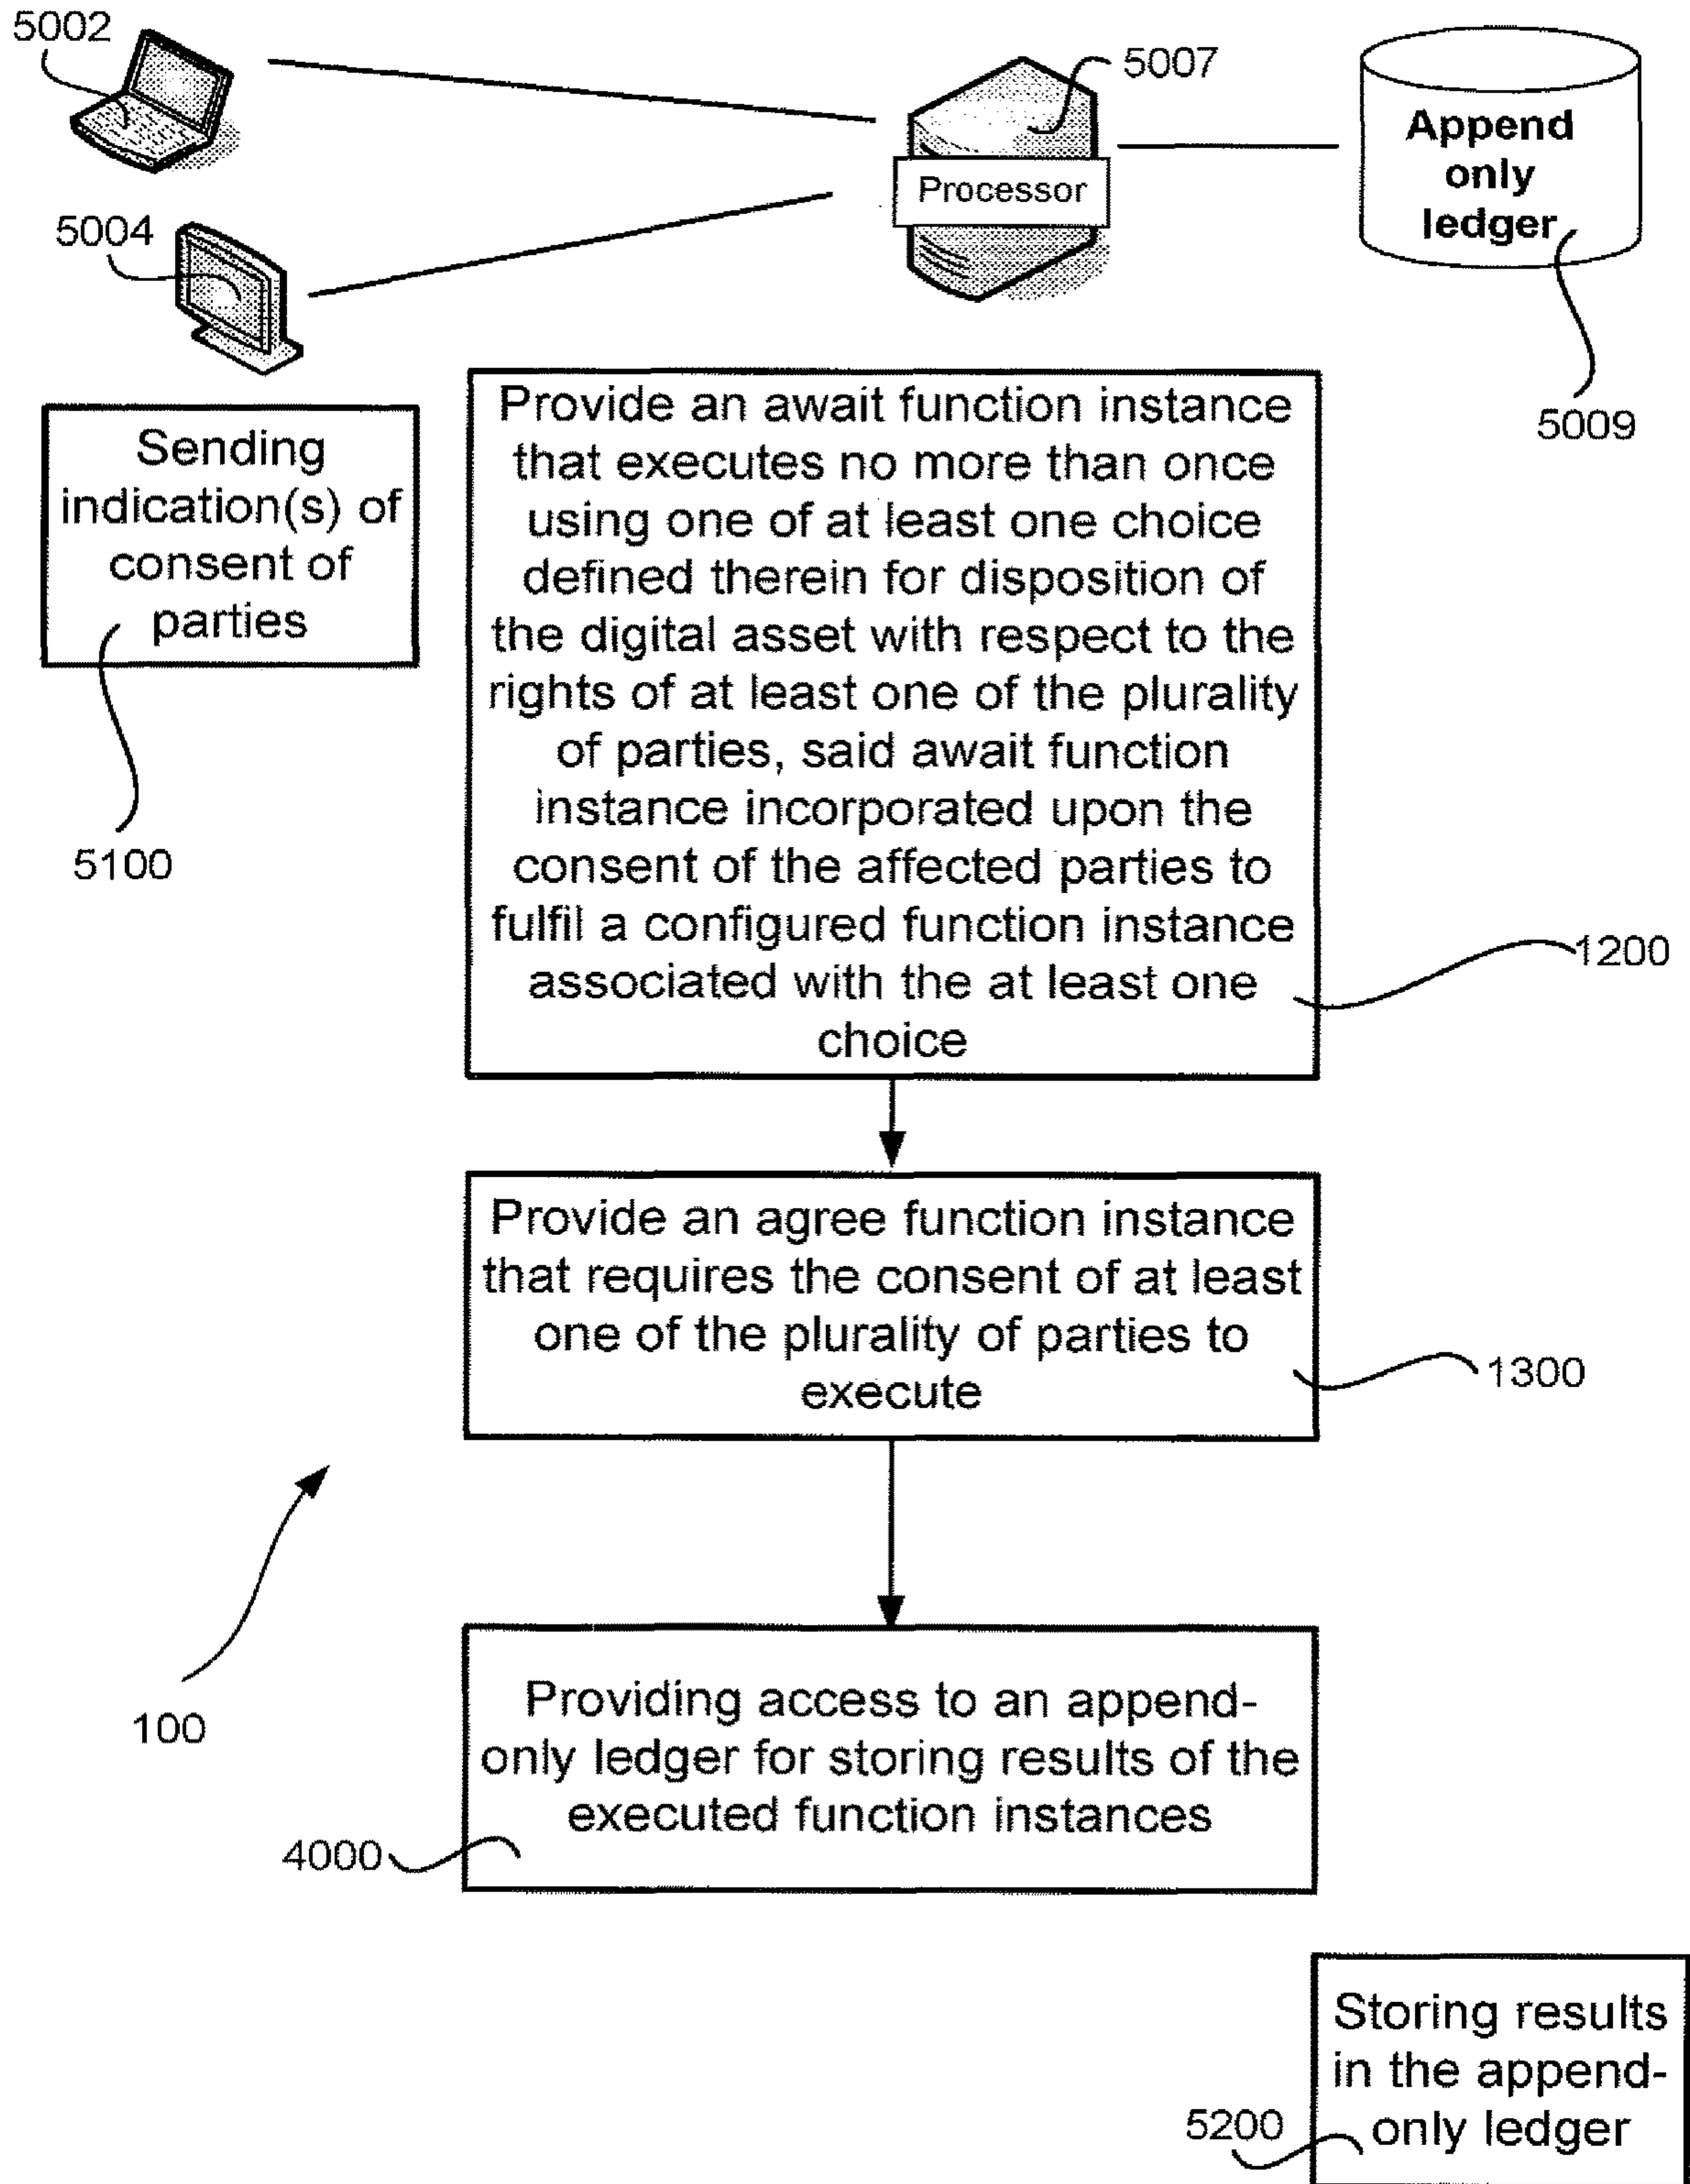 5002
5007
Append
only
ledger
Processor
5004
5009
Sending
indication(s) of
consent of
parties
5100
Provide an await function instance
that executes no more than once
using one of at least one choice
defined therein for disposition of
the digital asset with respect to the
rights of at least one of the plurality
of parties, said await function
instance incorporated upon the
consent of the affected parties to
fulfil a configured function instance
associated with the at least one
choice
1200
Provide an agree function instance
that requires the consent of at least
one of the plurality of parties to
execute
1300
100
Providing access to an append-
only ledger for storing results of the
executed function instances
4000
Storing results
in the append-
only ledger
5200